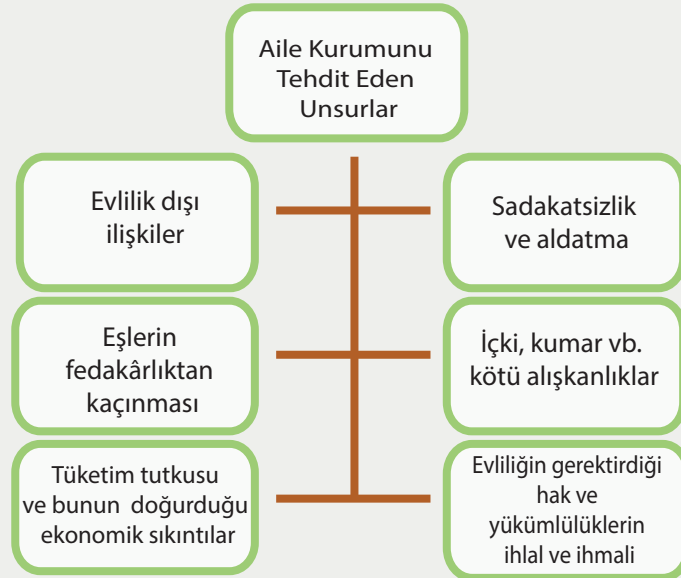 Aile Kurumunu
Tehdit Eden
Unsurlar
Evlilik dışı
ilişkiler
Sadakatsizlik
ve aldatma
Eşlerin
fedakârlıktan
kaçınması
İçki, kumar vb.
kötü alışkanlıklar
Tüketim tutkusu
ve bunun doğurduğu
ekonomik sıkıntılar
Evliliğin gerektirdiği
hak ve
yükümlülüklerin
ihlal ve ihmali